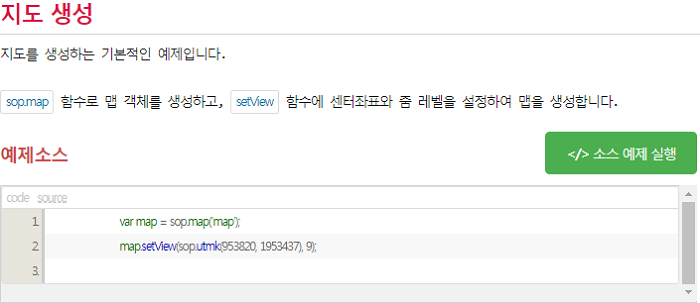 지도 생성
지도를 생성하는 기본적인 예제입니다.
sop.map 함수로 맵 객체를 생성하고, setView 함수에 센터좌표와 줌 레벨을 설정하여 맵을 생성합니다.
예제소스
</> 소스 예제 실행
code source
1. var map = sop.map('map');
2. map.setView(sop.utmk(953820, 1953437), 9);
3.